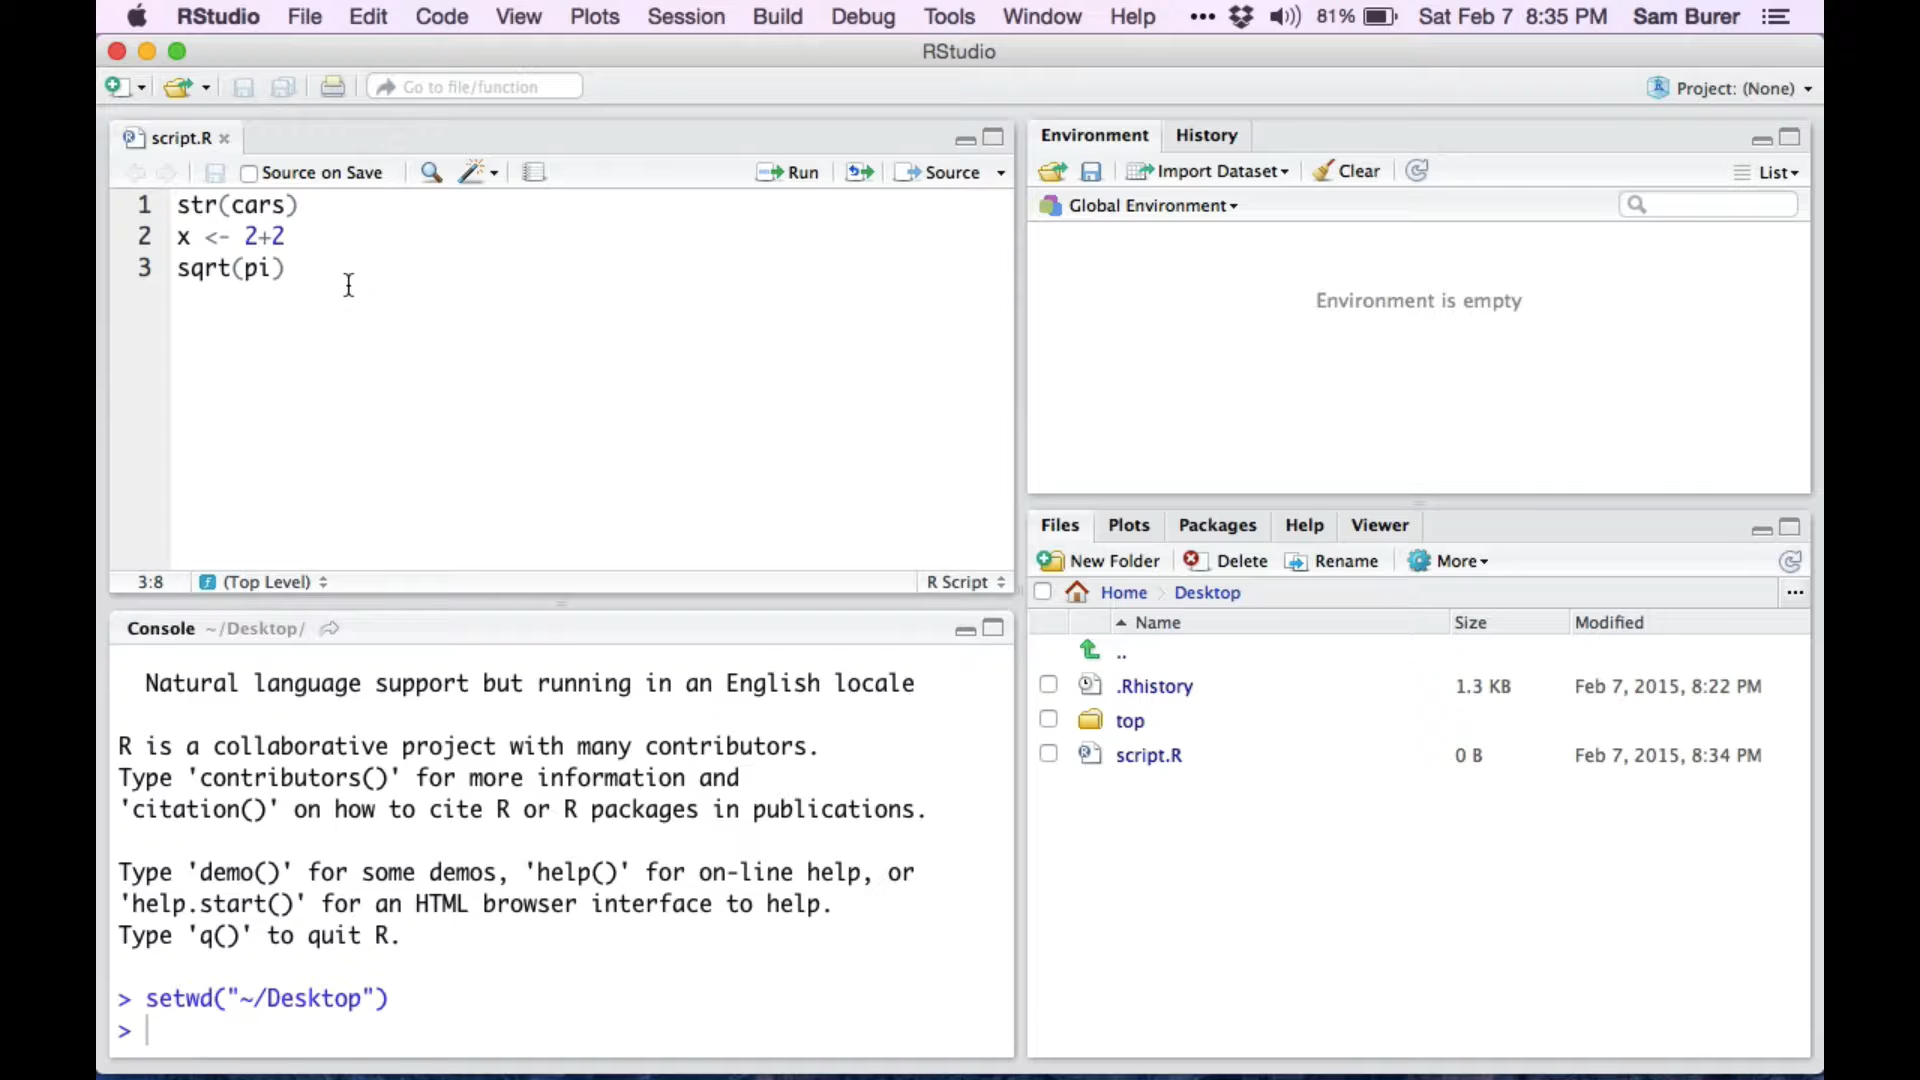 RStudio File Edit Code View Plots Session Build Debug Tools Window Help ••• 81% Sat Feb 7 8:35 PM Sam Burer
RStudio
Go to file/function
Project: (None)
script.R
Source on Save
Run
Source
1 str(cars)
2 x <- 2+2
3 sqrt(pi)
3:8
(Top Level)
R Script
Console ~/Desktop/
Natural language support but running in an English locale
R is a collaborative project with many contributors.
Type 'contributors()' for more information and
'citation()' on how to cite R or R packages in publications.
Type 'demo()' for some demos, 'help()' for on-line help, or
'help.start()' for an HTML browser interface to help.
Type 'q()' to quit R.
> setwd("~/Desktop")
>
Environment History
Import Dataset Clear List
Global Environment
Environment is empty
Files Plots Packages Help Viewer
New Folder Delete Rename More
Home Desktop ...
Name Size Modified
..
.Rhistory 1.3 KB Feb 7, 2015, 8:22 PM
top
script.R 0 B Feb 7, 2015, 8:34 PM